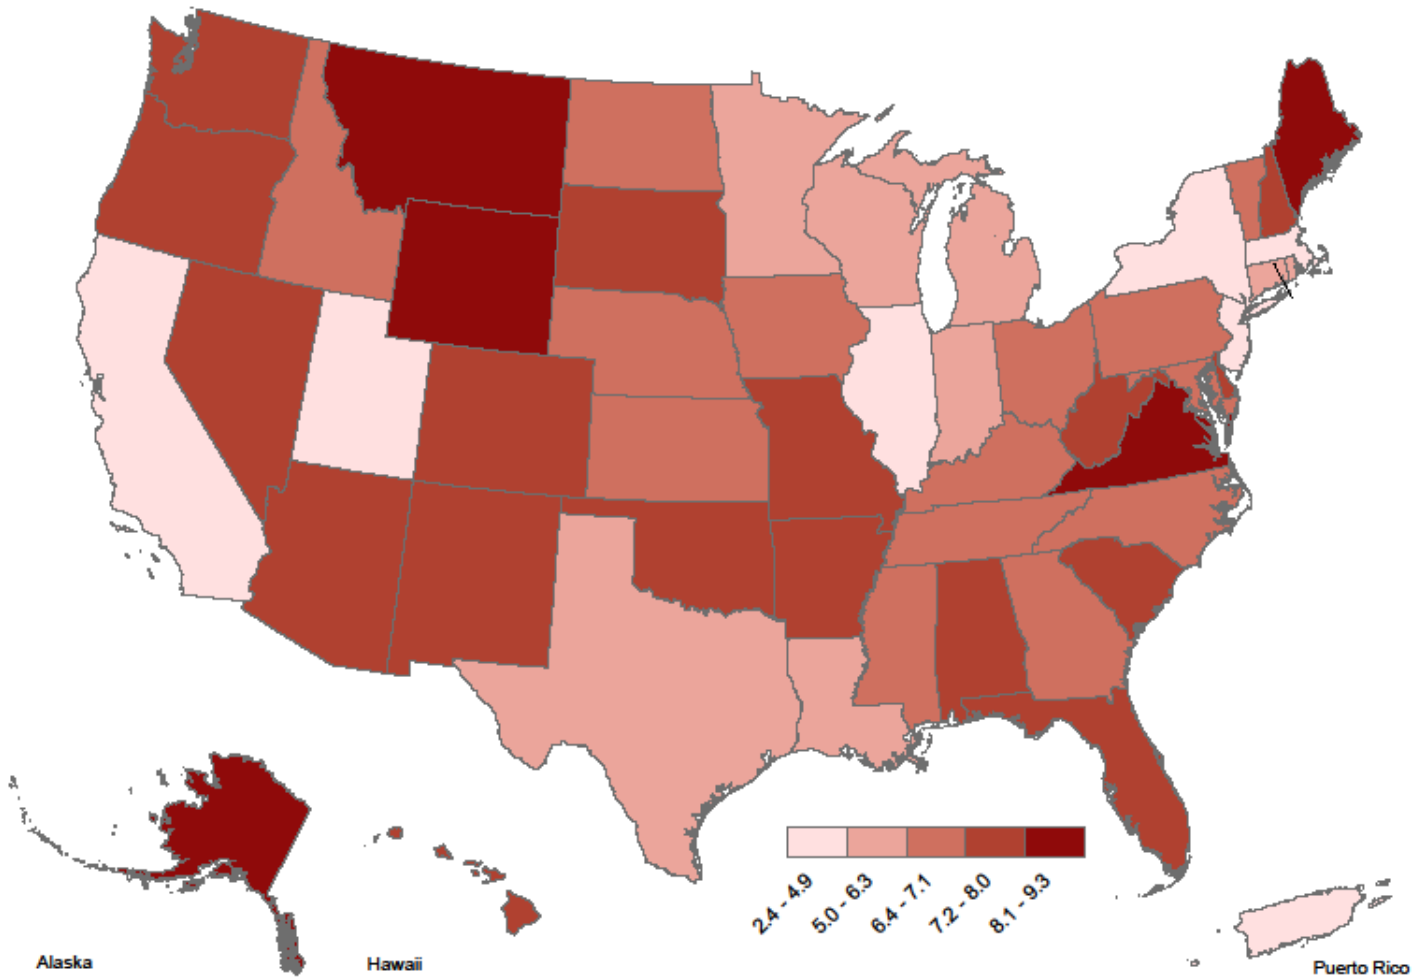 2.4 - 4.9
5.0 - 6.3
6.4 - 7.1
7.2 - 8.0
8.1 - 9.3
Alaska
Hawaii
Puerto Rico